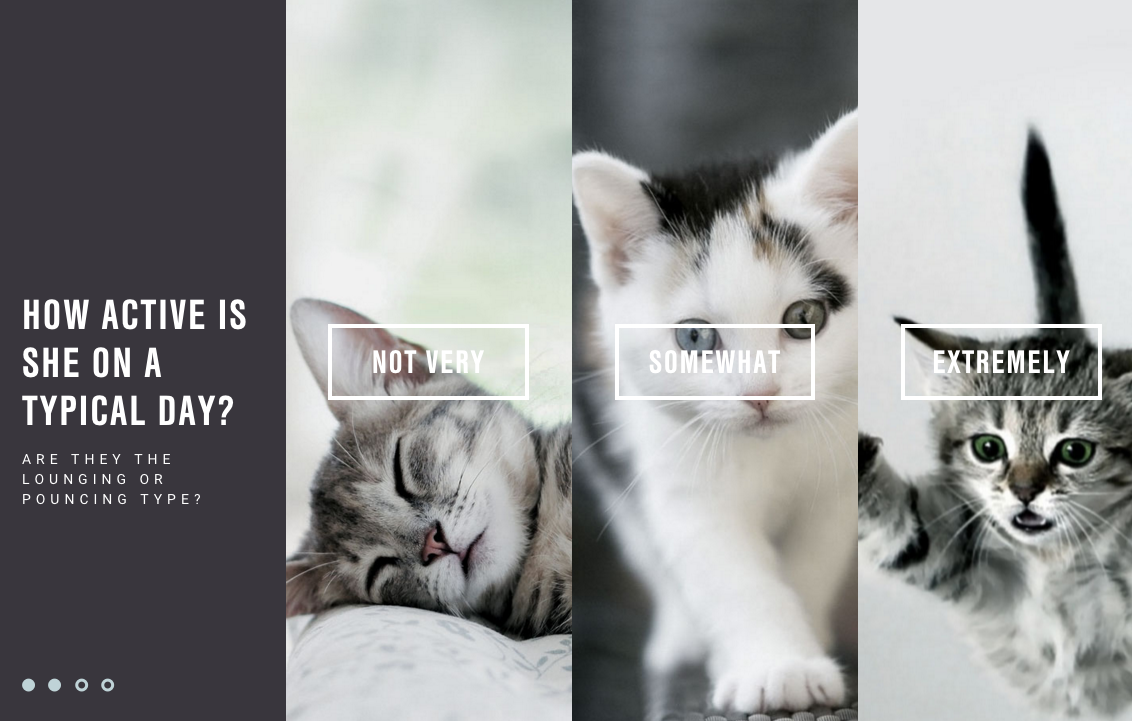 HOW ACTIVE IS
SHE ON A
TYPICAL DAY?
ARE THEY THE
LOUNGING OR
POUNCING TYPE?
NOT VERY
SOMEWHAT
EXTREMELY